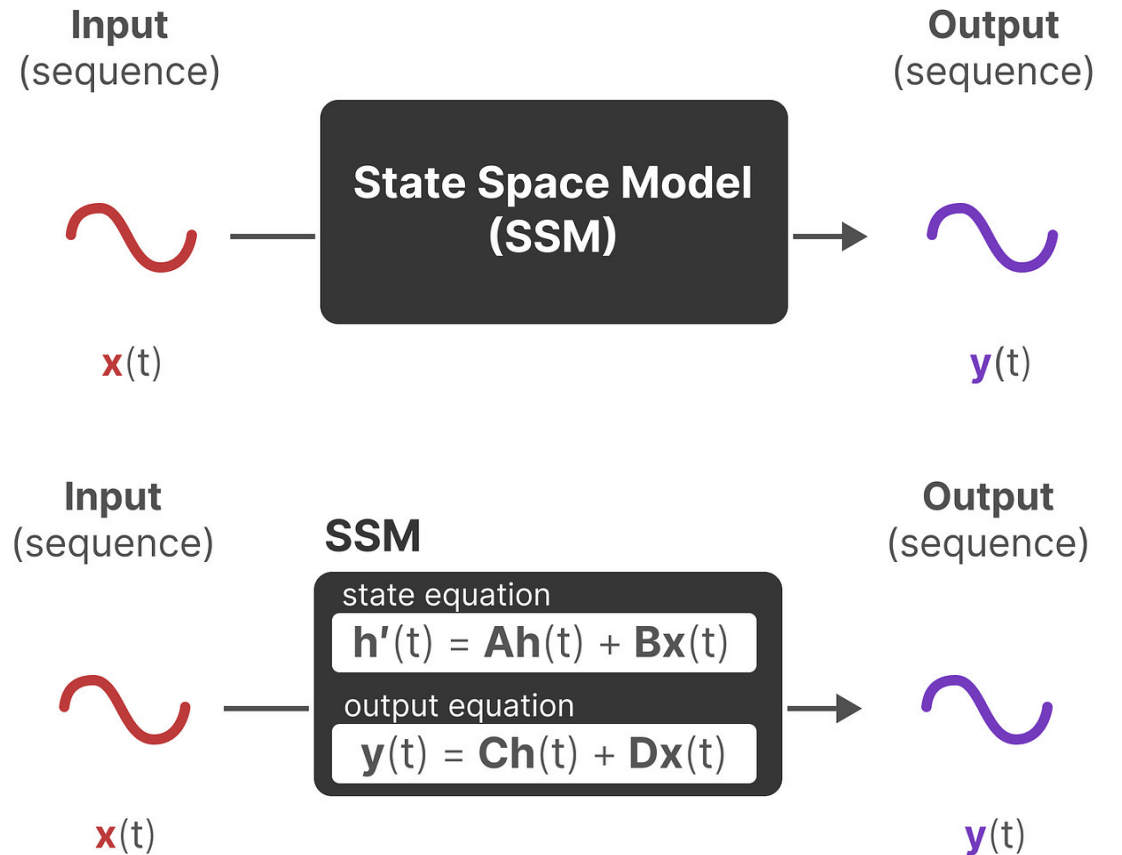 Input
(sequence)
Output
(sequence)
State Space Model
(SSM)
x(t)
y(t)
Input
(sequence)
Output
(sequence)
SSM
state equation
h'(t) = Ah(t) + Bx(t)
output equation
y(t) = Ch(t) + Dx(t)
x(t)
y(t)